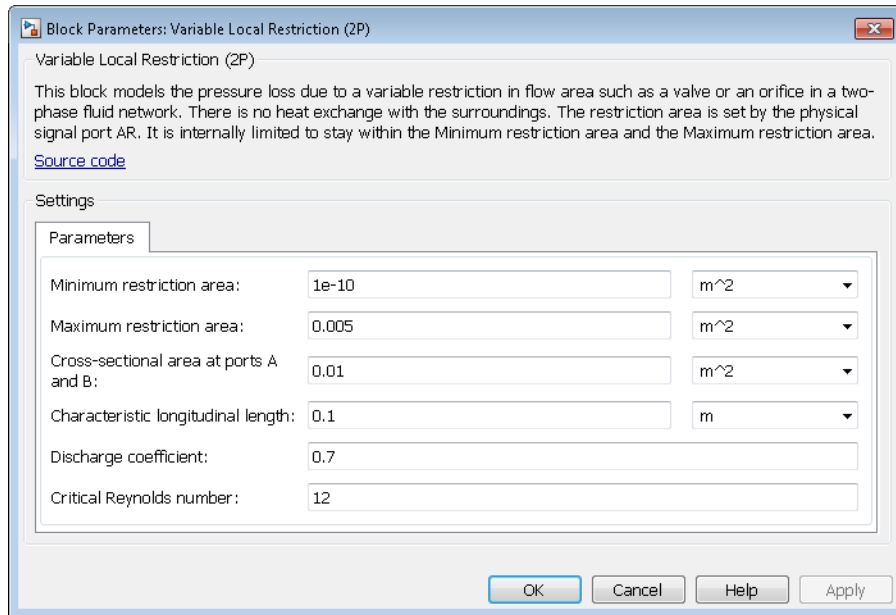 Block Parameters: Variable Local Restriction (2P)
Variable Local Restriction (2P)
This block models the pressure loss due to a variable restriction in flow area such as a valve or an orifice in a two-
phase fluid network. There is no heat exchange with the surroundings. The restriction area is set by the physical
signal port AR. It is internally limited to stay within the Minimum restriction area and the Maximum restriction area.
Source code
Settings
Parameters
Minimum restriction area: 1e-10 m^2
Maximum restriction area: 0.005 m^2
Cross-sectional area at ports A
and B: 0.01 m^2
Characteristic longitudinal length: 0.1 m
Discharge coefficient: 0.7
Critical Reynolds number: 12
OK Cancel Help Apply